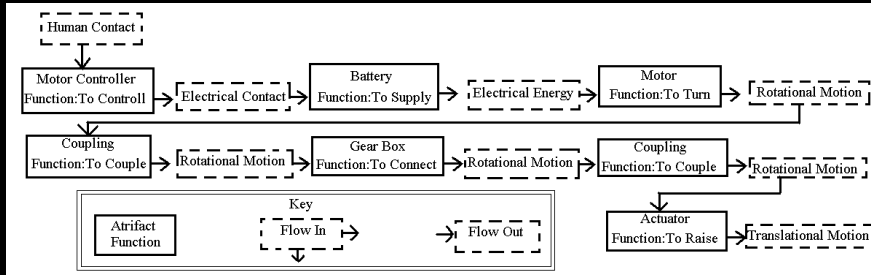 Human Contact
Motor Controller
Function:To Controll
Electrical Contact
Battery
Function:To Supply
Electrical Energy
Motor
Function:To Turn
Rotational Motion
Coupling
Function:To Couple
Rotational Motion
Gear Box
Function:To Connect
Rotational Motion
Coupling
Function:To Couple
Rotational Motion
Actuator
Function:To Raise
Translational Motion
Key
Atrifact
Function
Flow In
Flow Out